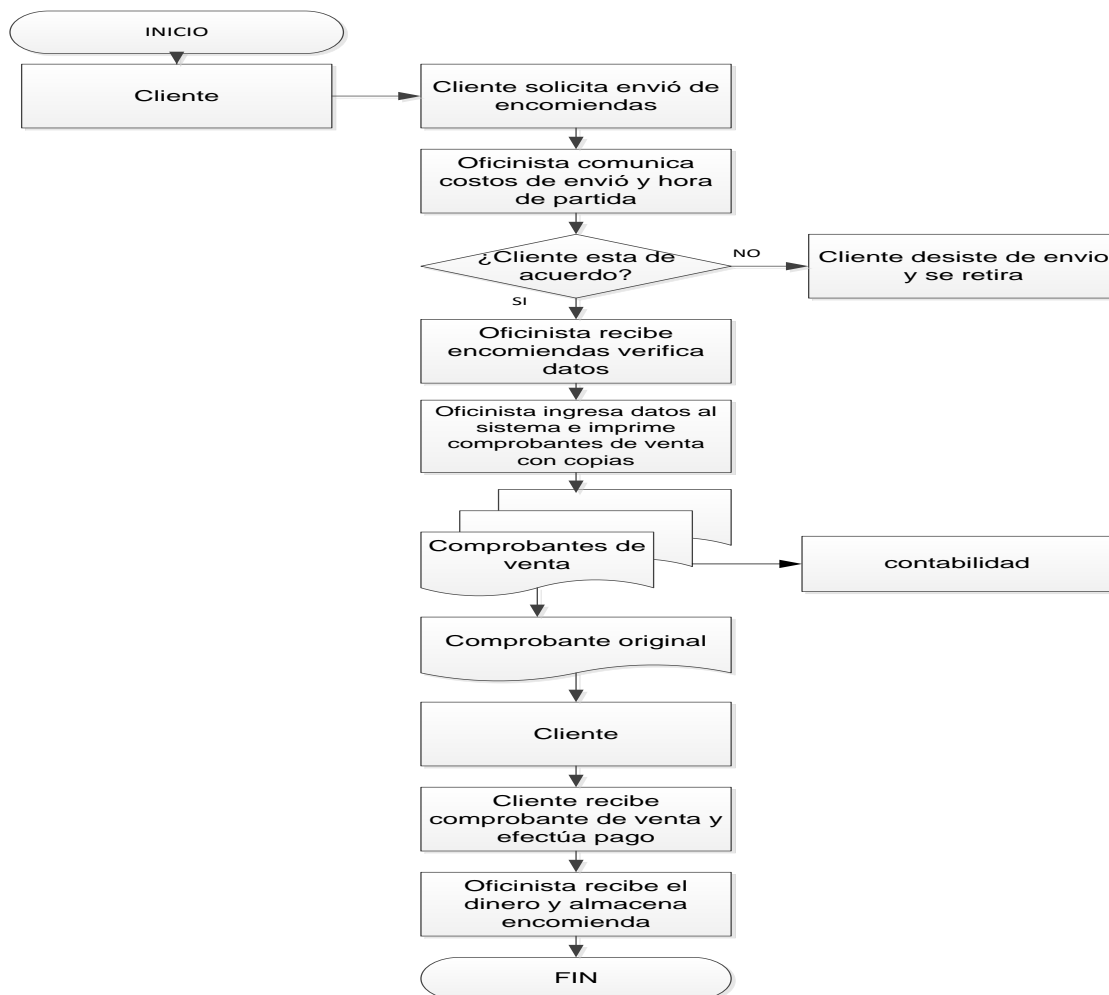 INICIO
Cliente
Cliente solicita envió de
encomiendas
Oficinista comunica
costos de envió y hora
de partida
¿Cliente esta de
acuerdo?
NO
Cliente desiste de envio
y se retira
SI
Oficinista recibe
encomiendas verifica
datos
Oficinista ingresa datos al
sistema e imprime
comprobantes de venta
con copias
Comprobantes de
venta
contabilidad
Comprobante original
Cliente
Cliente recibe
comprobante de venta y
efectúa pago
Oficinista recibe el
dinero y almacena
encomienda
FIN